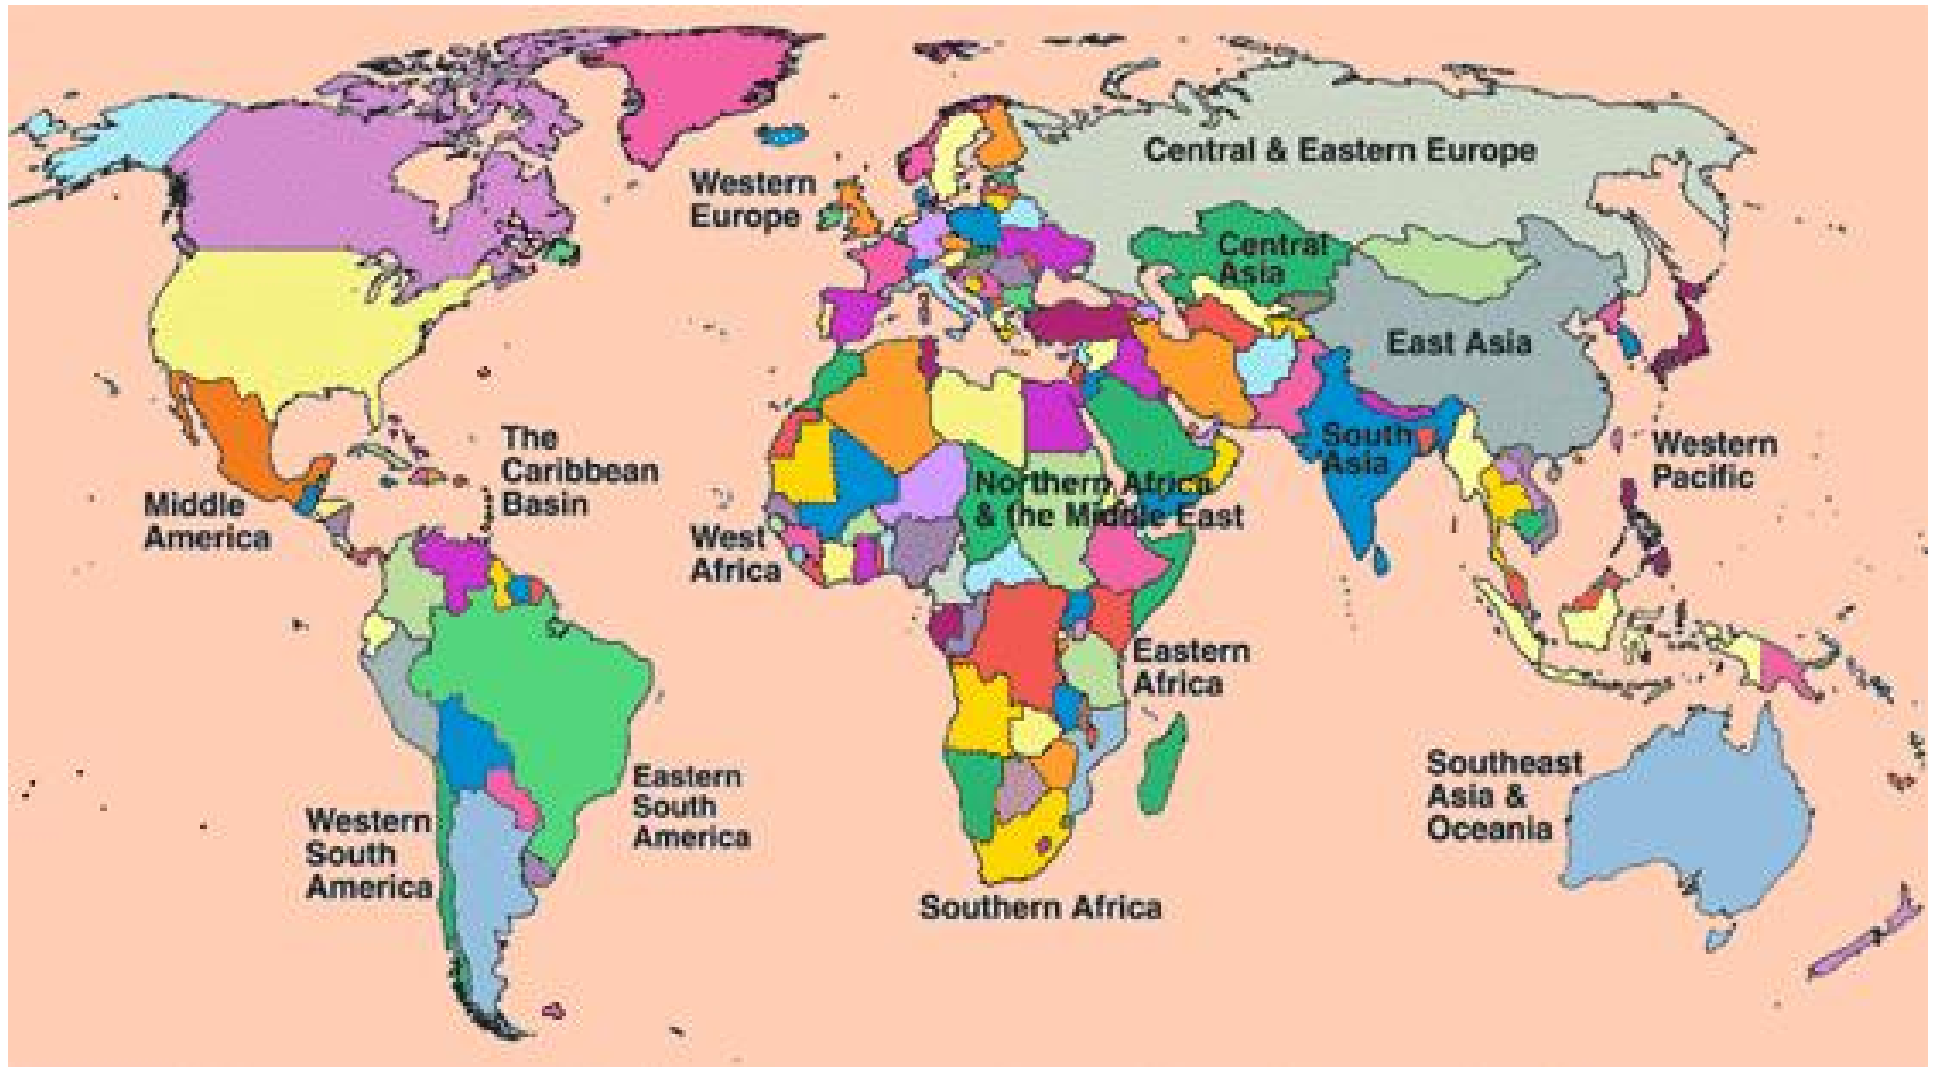 Central & Eastern Europe
Western
Europe
Central
Asia
East Asia
The
Caribbean
Basin
South
Asia
Western
Pacific
Middle
America
Northern Africa
& the Middle East
West
Africa
Eastern
Africa
Eastern
South
America
Southeast
Asia &
Oceania
Western
South
America
Southern Africa